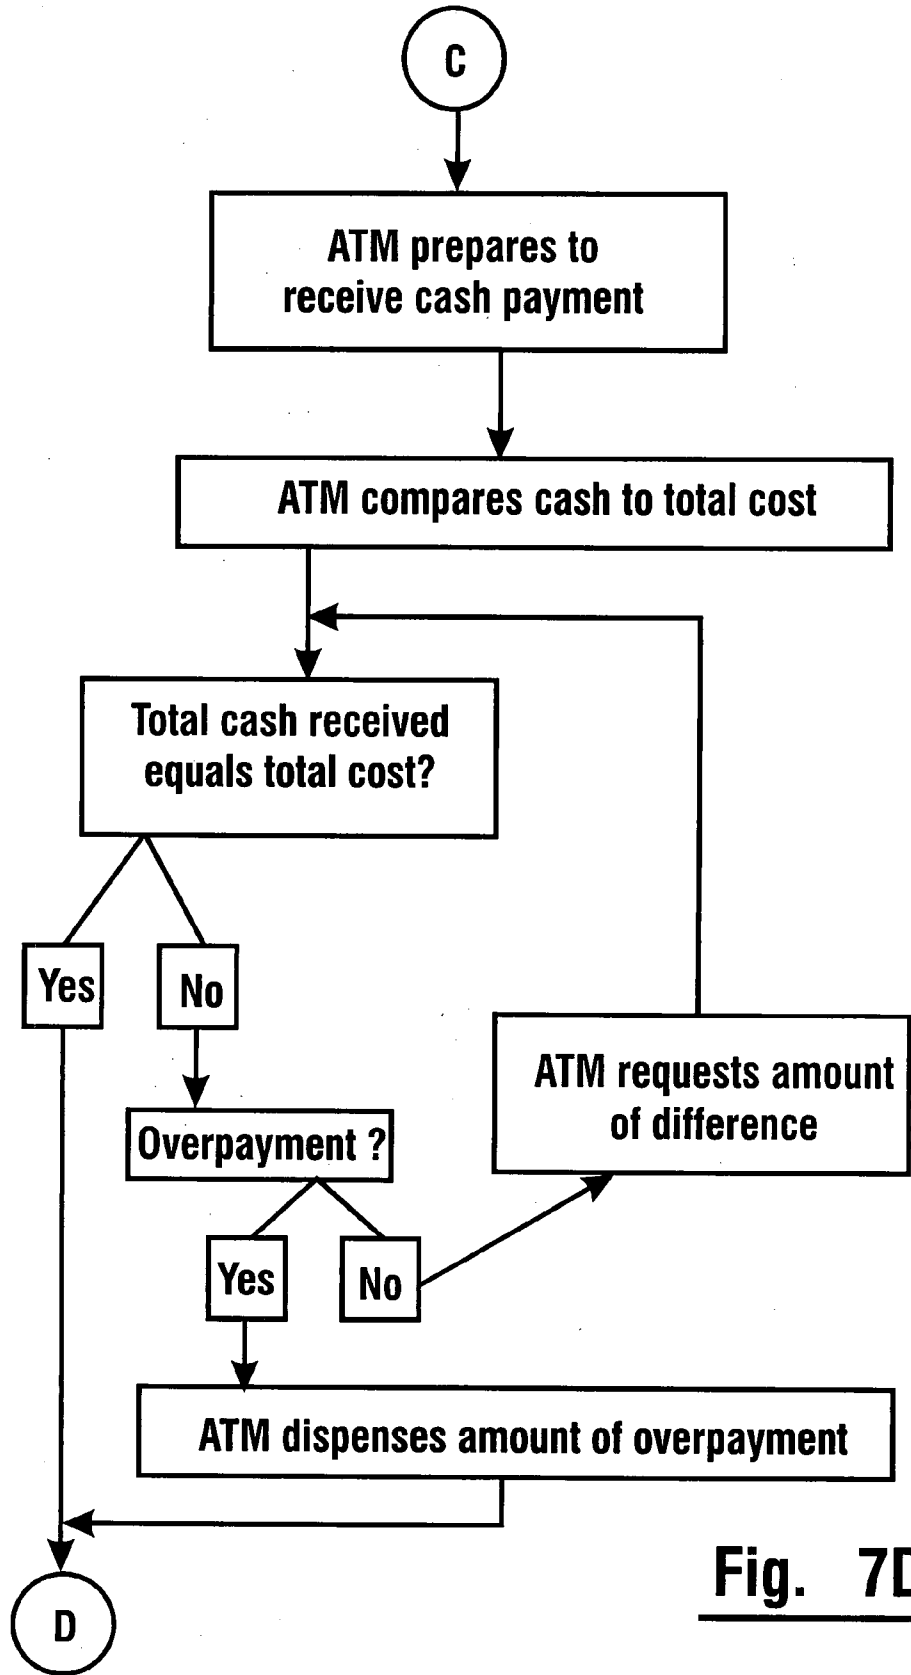 C
ATM prepares to
receive cash payment
ATM compares cash to total cost
Total cash received
equals total cost?
Yes
No
ATM requests amount
of difference
Overpayment ?
Yes
No
ATM dispenses amount of overpayment
D
Fig. 7D